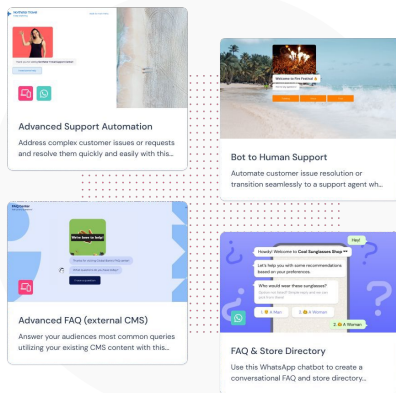 Advanced Support Automation
Address complex customer issues or requests
and resolve them quickly and easily with this...
Welcome to Fire Festival
Bot to Human Support
Automate customer issue resolution or
transition seamlessly to a support agent wh...
We're here to help!
Advanced FAQ (external CMS)
Answer your audiences most common queries
utilizing your existing CMS content with this...
Hey!
Howdy! Welcome to Cool Sunglasses Shop
Let's help you with some recommendations
based on your preferences.
Who would wear these sunglasses?
1. A Man
2. A Woman
2. A Woman
FAQ & Store Directory
Use this WhatsApp chatbot to create a
conversational FAQ and store directory...